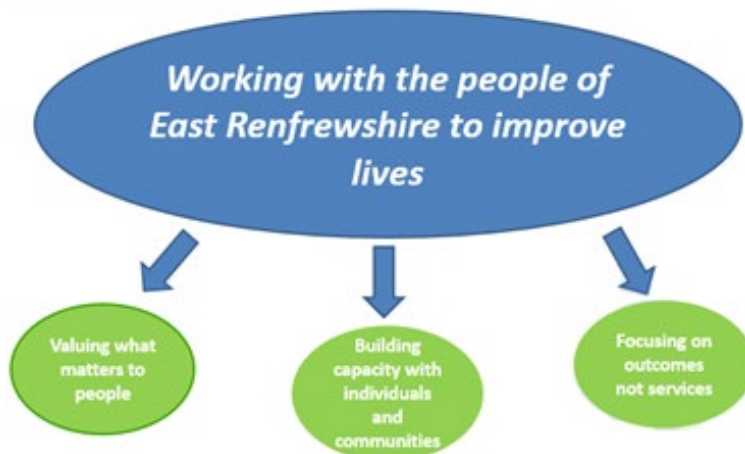 Working with the people of
East Renfrewshire to improve
lives
Valuing what
matters to
people
Building
capacity with
individuals
and
communities
Focusing on
outcomes
not services